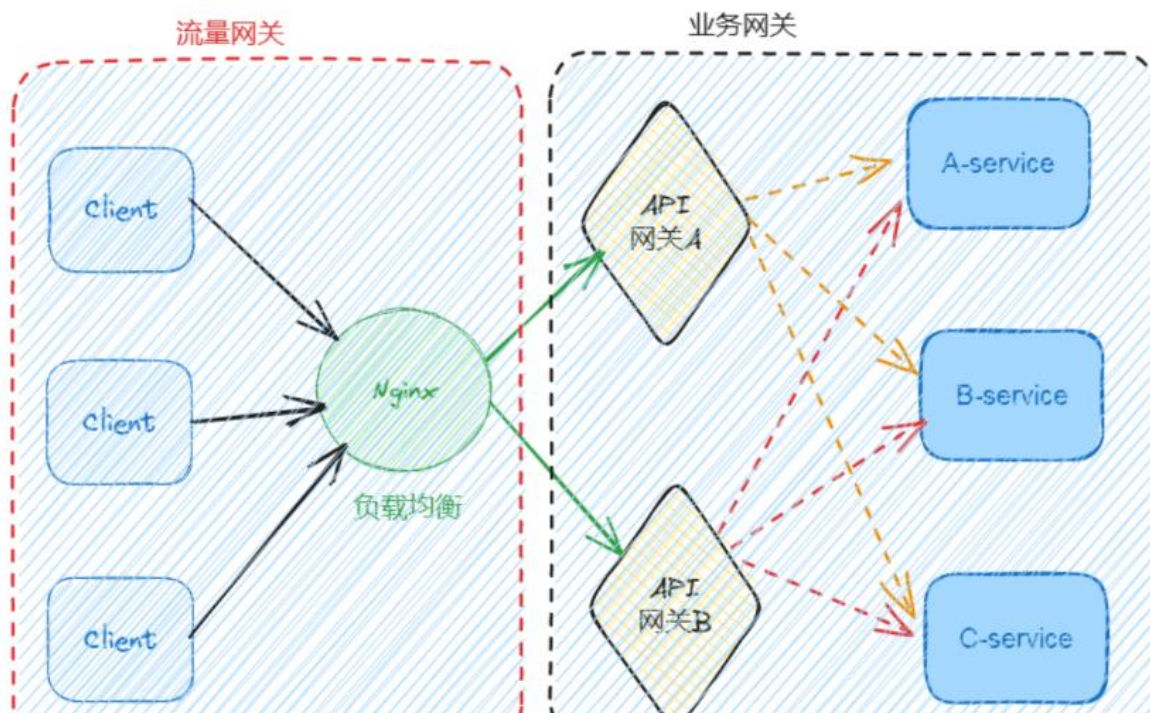 流量网关
业务网关
Client
Client
Client
Nginx
负载均衡
API
网关A
API
网关B
A-service
B-service
C-service